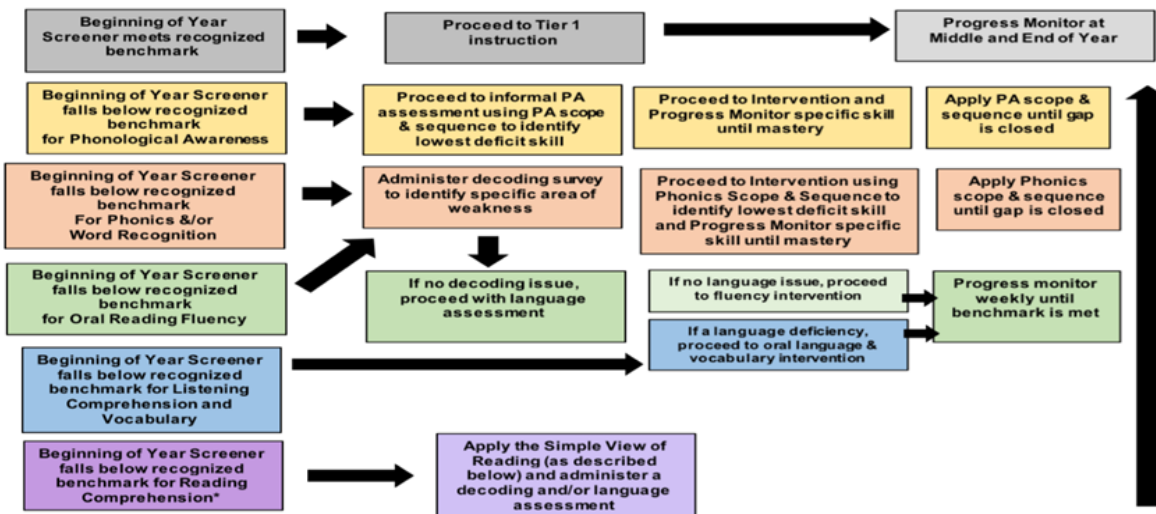 Beginning of Year
Screener meets recognized
benchmark
Proceed to Tier 1
instruction
Progress Monitor at
Middle and End of Year
Beginning of Year Screener
falls below recognized
benchmark
for Phonological Awareness
Proceed to informal PA
assessment using PA scope
& sequence to identify
lowest deficit skill
Proceed to Intervention and
Progress Monitor specific skill
until mastery
Apply PA scope &
sequence until gap
is closed
Beginning of Year Screener
falls below recognized
benchmark
For Phonics &/or
Word Recognition
Administer decoding survey
to identify specific area of
weakness
Proceed to Intervention using
Phonics Scope & Sequence to
identify lowest deficit skill
and Progress Monitor specific
skill until mastery
Apply Phonics
scope & sequence
until gap is closed
Beginning of Year Screener
falls below recognized
benchmark
for Oral Reading Fluency
If no decoding issue,
proceed with language
assessment
If no language issue, proceed
to fluency intervention
Progress monitor
weekly until
benchmark is met
If a language deficiency,
proceed to oral language &
vocabulary intervention
Beginning of Year Screener
falls below recognized
benchmark for Listening
Comprehension and
Vocabulary
Beginning of Year Screener
falls below recognized
benchmark for Reading
Comprehension*
Apply the Simple View of
Reading (as described
below) and administer a
decoding and/or language
assessment